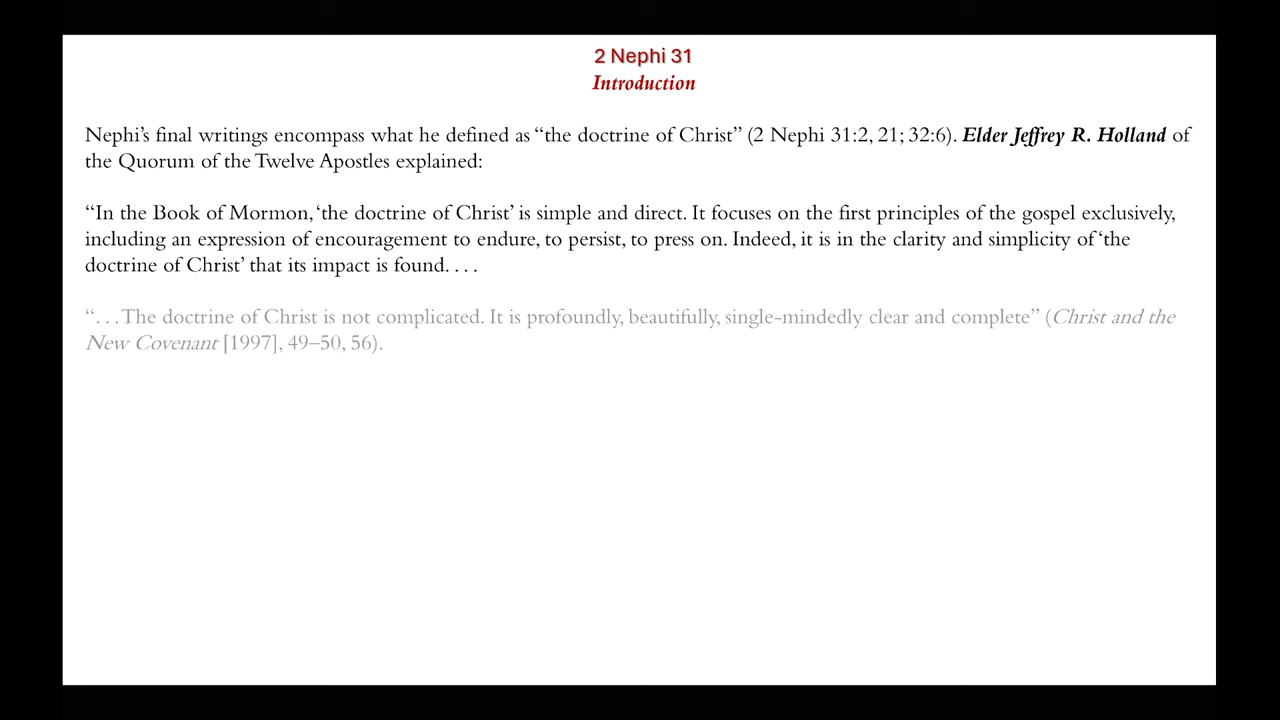 2 Nephi 31
Introduction
Nephi’s final writings encompass what he defined as “the doctrine of Christ” (2 Nephi 31:2, 21; 32:6). Elder Jeffrey R. Holland of
the Quorum of the Twelve Apostles explained:
“In the Book of Mormon, ‘the doctrine of Christ’ is simple and direct. It focuses on the first principles of the gospel exclusively,
including an expression of encouragement to endure, to persist, to press on. Indeed, it is in the clarity and simplicity of ‘the
doctrine of Christ’ that its impact is found. . . .
“. . . The doctrine of Christ is not complicated. It is profoundly, beautifully, single-mindedly clear and complete” (Christ and the
New Covenant [1997], 49–50, 56).